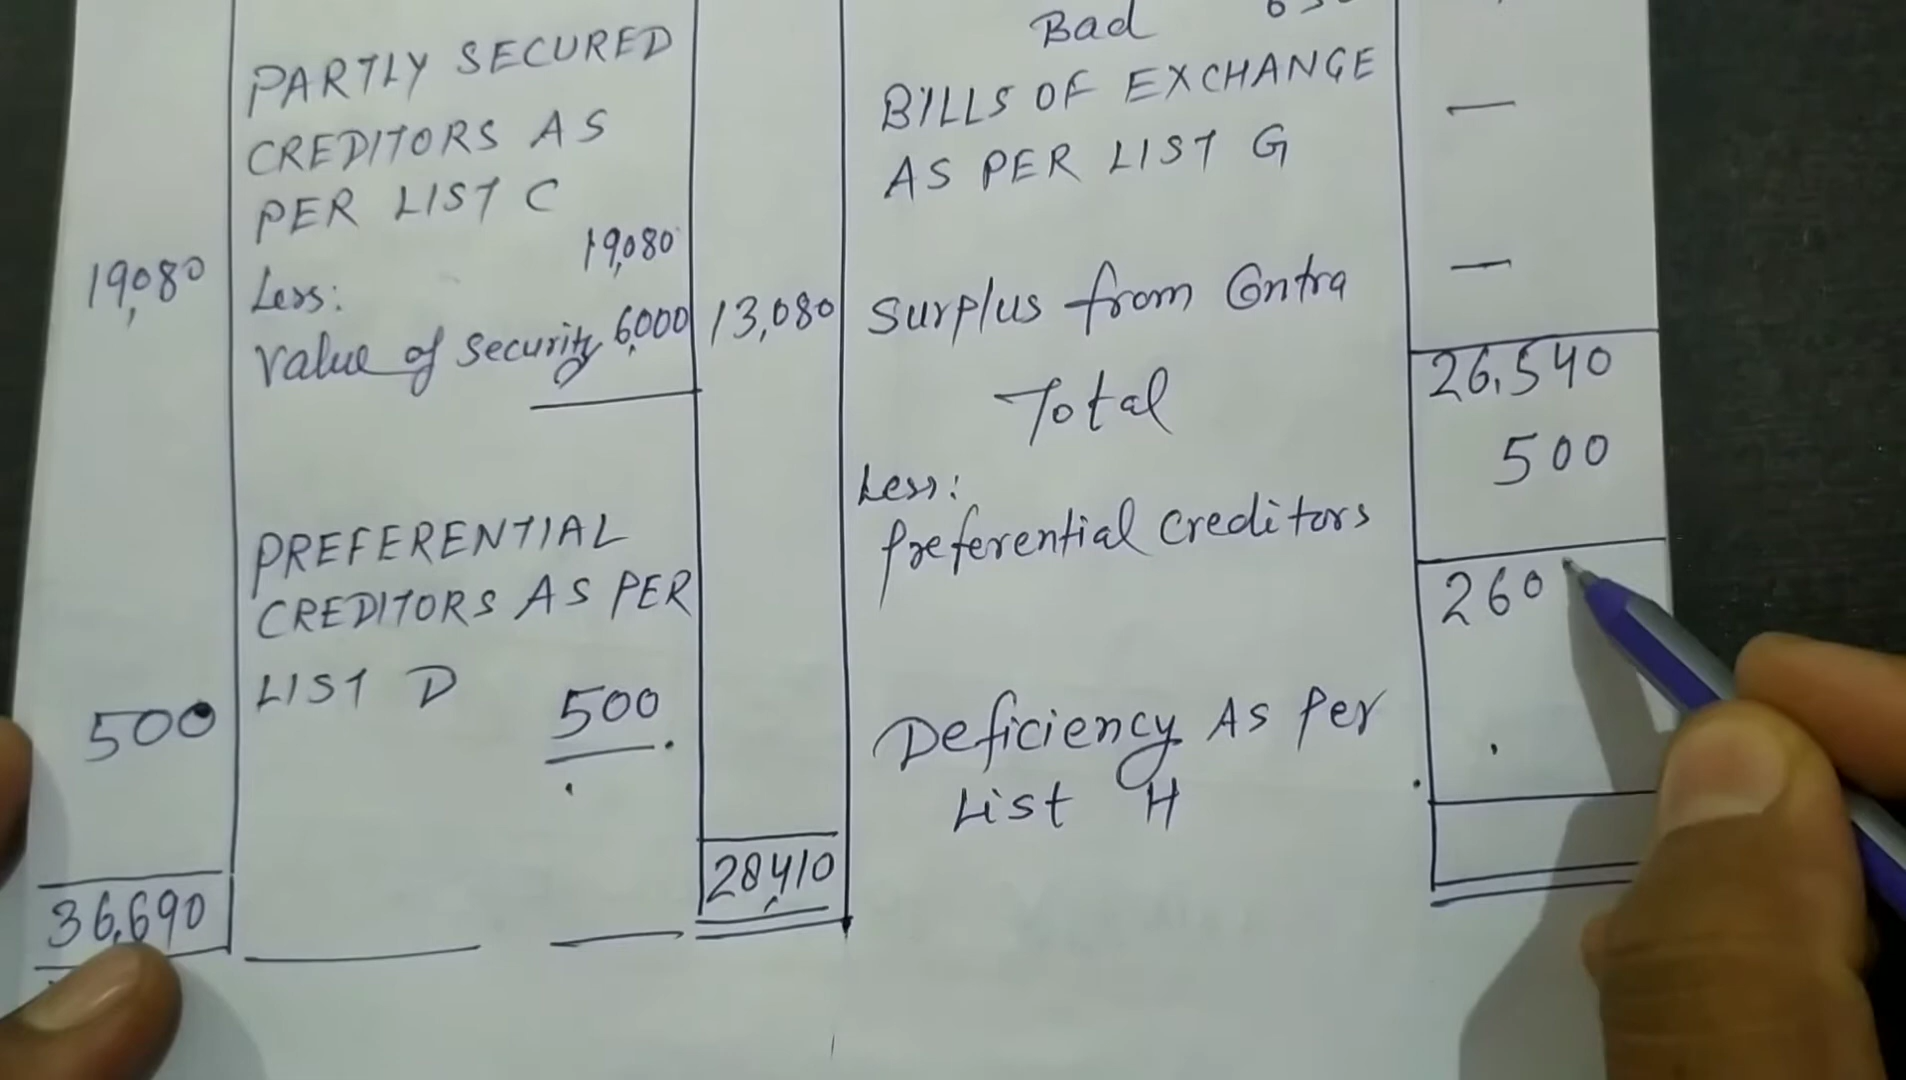 PARTLY SECURED
CREDITORS AS
PER LIST C
19,080
19,080
Less:
Value of Security 6,000
13,080
PREFERENTIAL
CREDITORS AS PER
LIST D
500
500
36,690
28,410
Bad
BILLS OF EXCHANGE
AS PER LIST G
—
Surplus from Contra
—
Total
26,540
Less:
500
Preferential Creditors
260
Deficiency As Per
List H